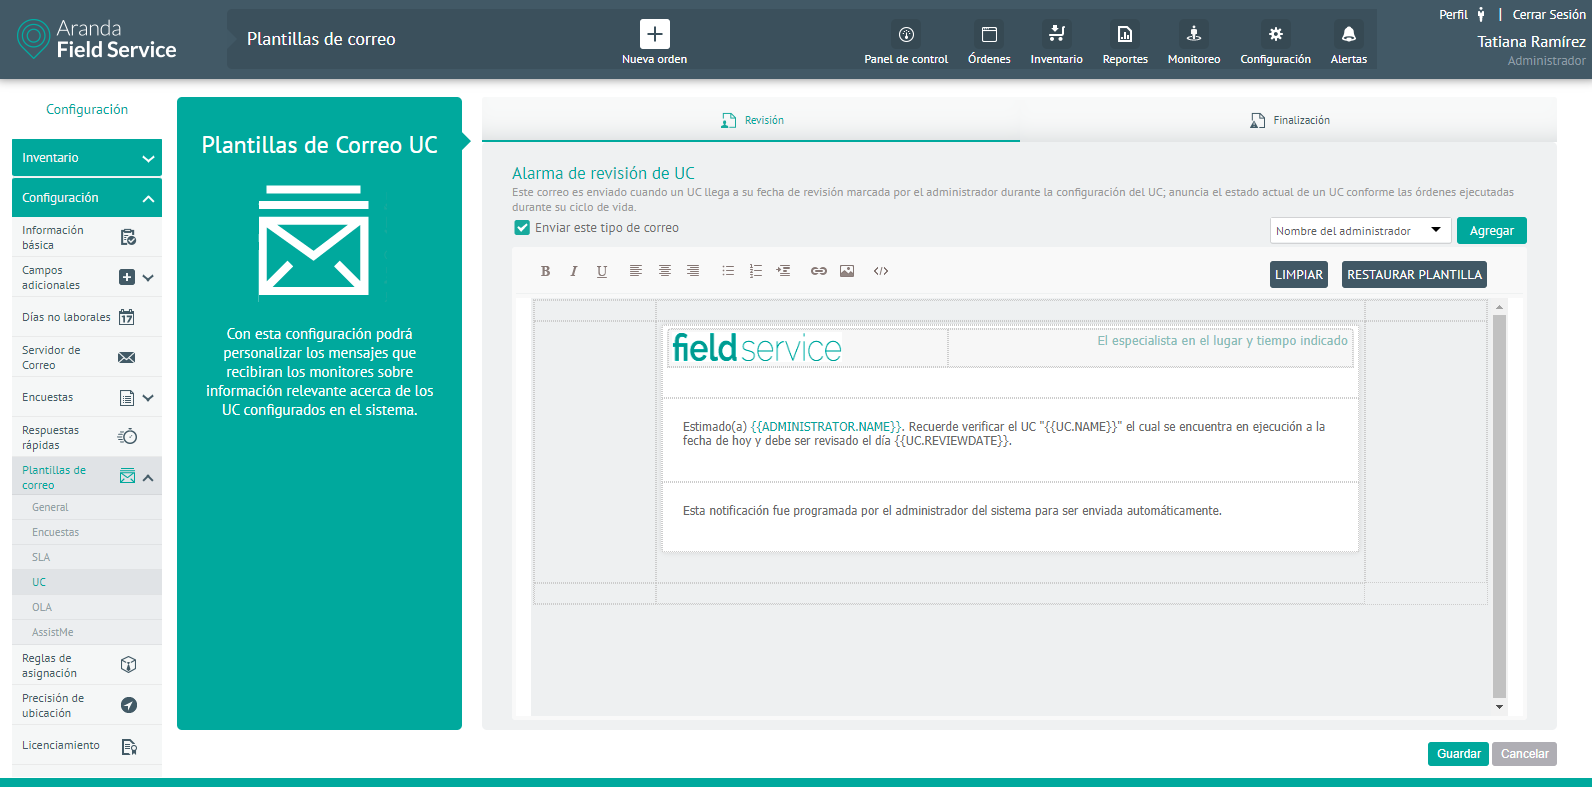 Aranda
Field Service
Plantillas de correo
Nueva orden
Panel de control
Órdenes
Inventario
Reportes
Monitoreo
Configuración
Alertas
Perfil | Cerrar Sesión
Tatiana Ramírez
Administrador
Configuración
Inventario
Configuración
Información
básica
Campos
adicionales
Días no laborales
17
Servidor de
Correo
Encuestas
Respuestas
rápidas
Plantillas de
correo
General
Encuestas
SLA
UC
OLA
AssistMe
Reglas de
asignación
Precisión de
ubicación
Licenciamiento
Plantillas de Correo UC
Con esta configuración podrá
personalizar los mensajes que
recibiran los monitores sobre
información relevante acerca de los
UC configurados en el sistema.
Revisión
Finalización
Alarma de revisión de UC
Este correo es enviado cuando un UC llega a su fecha de revisión marcada por el administrador durante la configuración del UC; anuncia el estado actual de un UC conforme las órdenes ejecutadas
durante su ciclo de vida.
Enviar este tipo de correo
Nombre del administrador
Agregar
B I U
LIMPIAR
RESTAURAR PLANTILLA
fieldservice
El especialista en el lugar y tiempo indicado
Estimado(a) {{ADMINISTRATOR.NAME}}. Recuerde verificar el UC "{{UC.NAME}}" el cual se encuentra en ejecución a la
fecha de hoy y debe ser revisado el día {{UC.REVIEWDATE}}.
Esta notificación fue programada por el administrador del sistema para ser enviada automáticamente.
Guardar
Cancelar